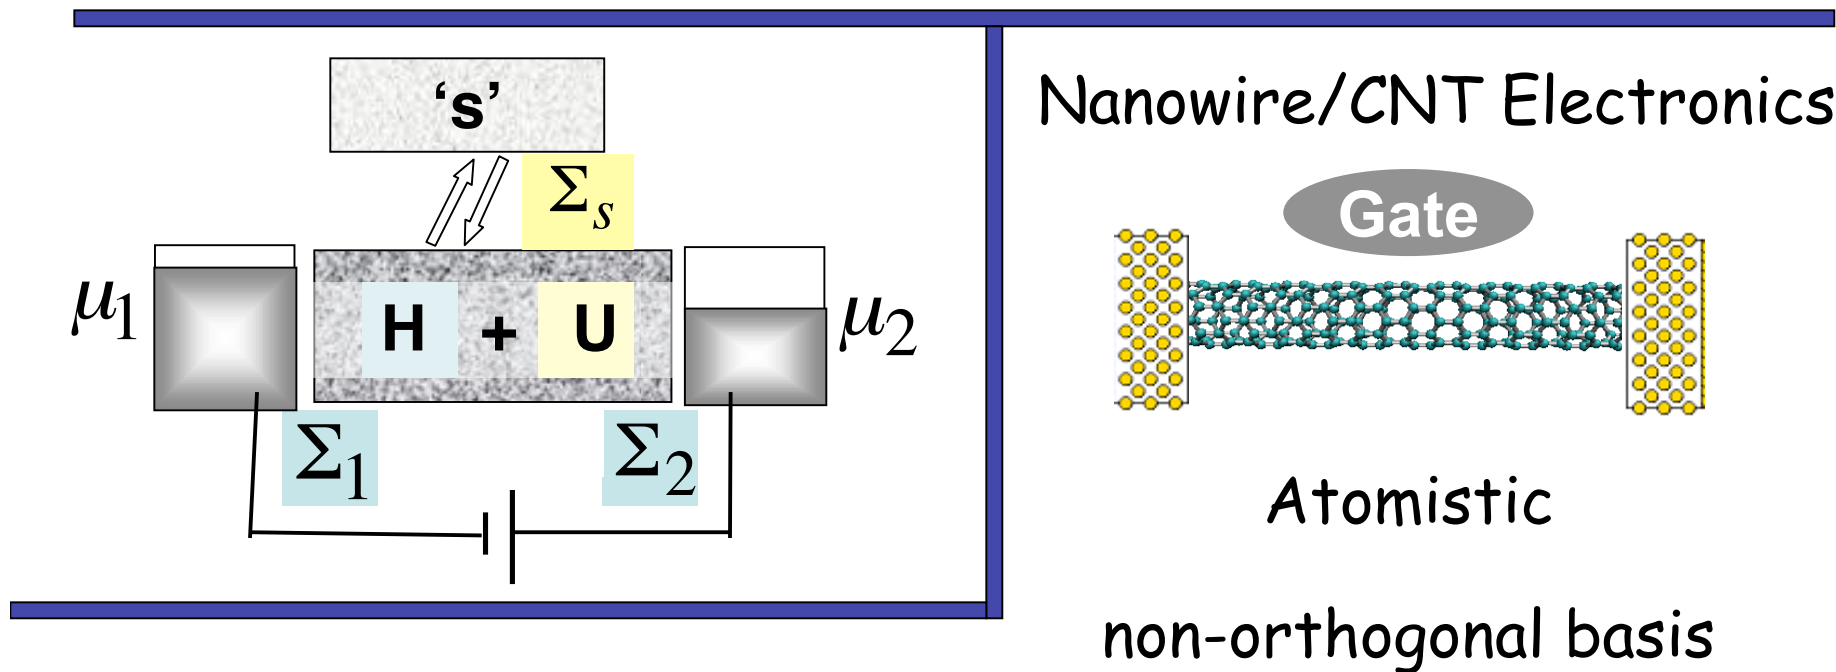 ‘s’
Σs
μ1
H + U
μ2
Σ1
Σ2
Nanowire/CNT Electronics
Gate
Atomistic
non-orthogonal basis